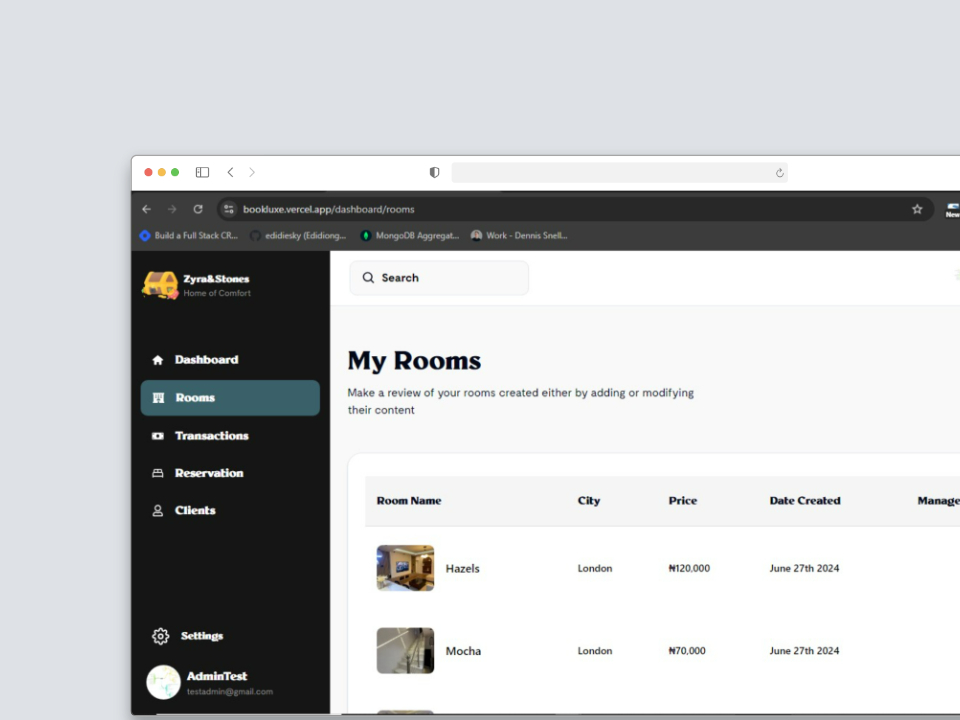 bookluxe.vercel.app/dashboard/rooms
New
Build a Full Stack CR...
edidiesky (Edidiong...
MongoDB Aggregat...
Work - Dennis Snell...
Zyra&Stones
Home of Comfort
Search
Dashboard
Rooms
Transactions
Reservation
Clients
Settings
AdminTest
testadmin@gmail.com
My Rooms
Make a review of your rooms created either by adding or modifying
their content
Room Name City Price Date Created Manage
Hazels London ₦120,000 June 27th 2024
Mocha London ₦70,000 June 27th 2024